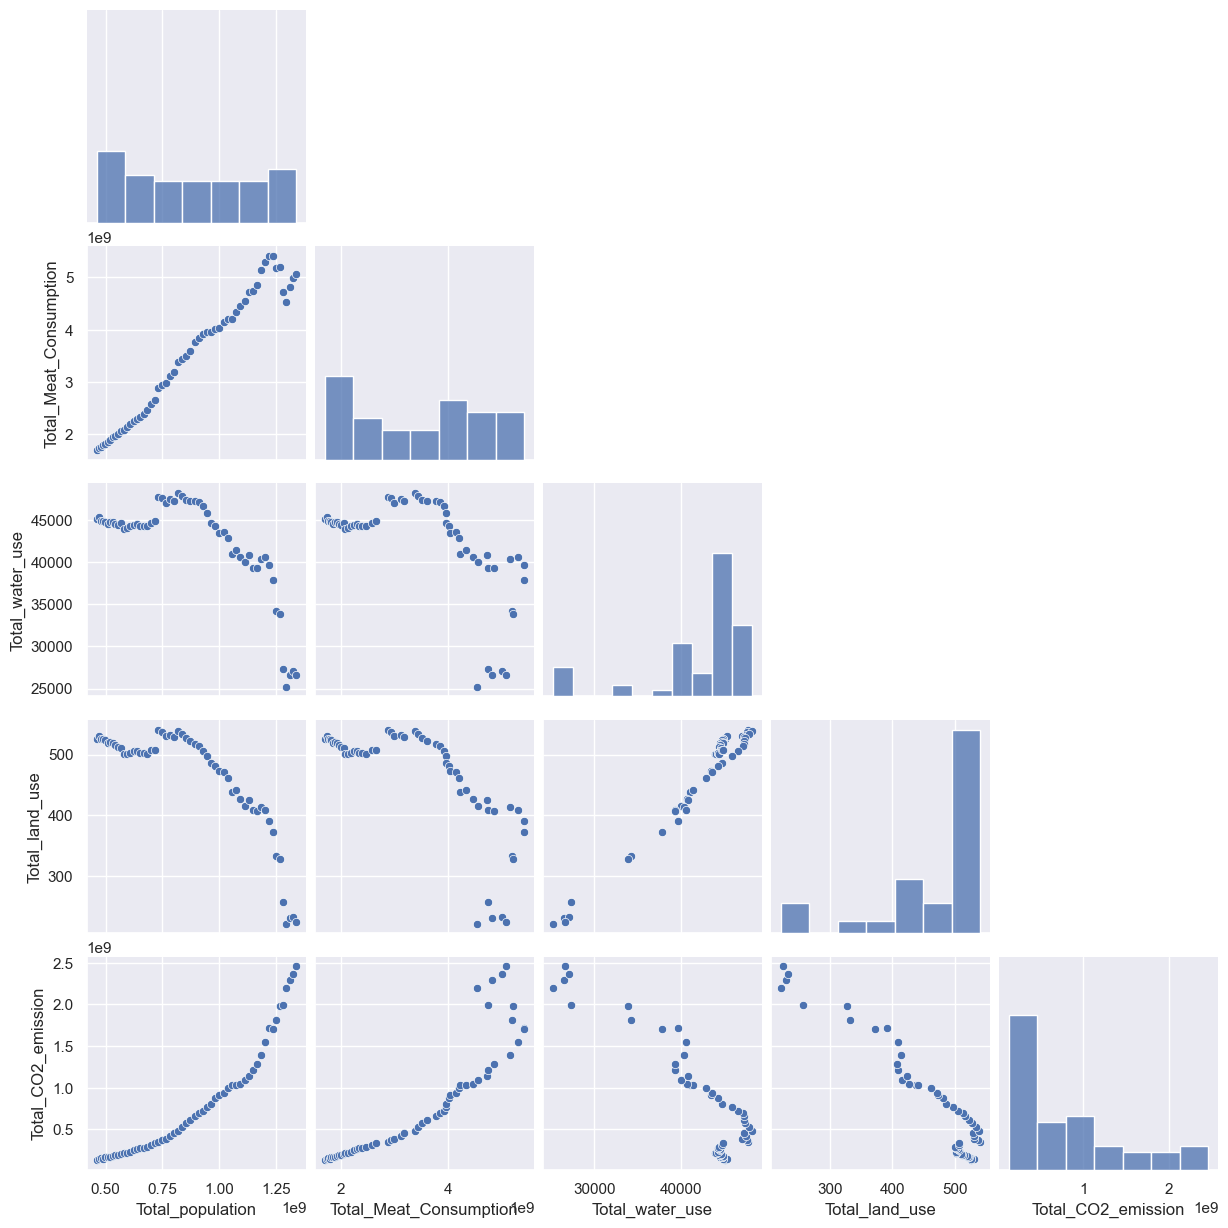 1e9
Total_Meat_Consumption
5
4
3
2
Total_water_use
45000
40000
35000
30000
25000
Total_land_use
500
400
300
1e9
Total_CO2_emission
2.5
2.0
1.5
1.0
0.5
0.50 0.75 1.00 1.25
Total_population 1e9
2 4
Total_Meat_Consumption 1e9
30000 40000
Total_water_use
300 400 500
Total_land_use
1 2
Total_CO2_emission 1e9